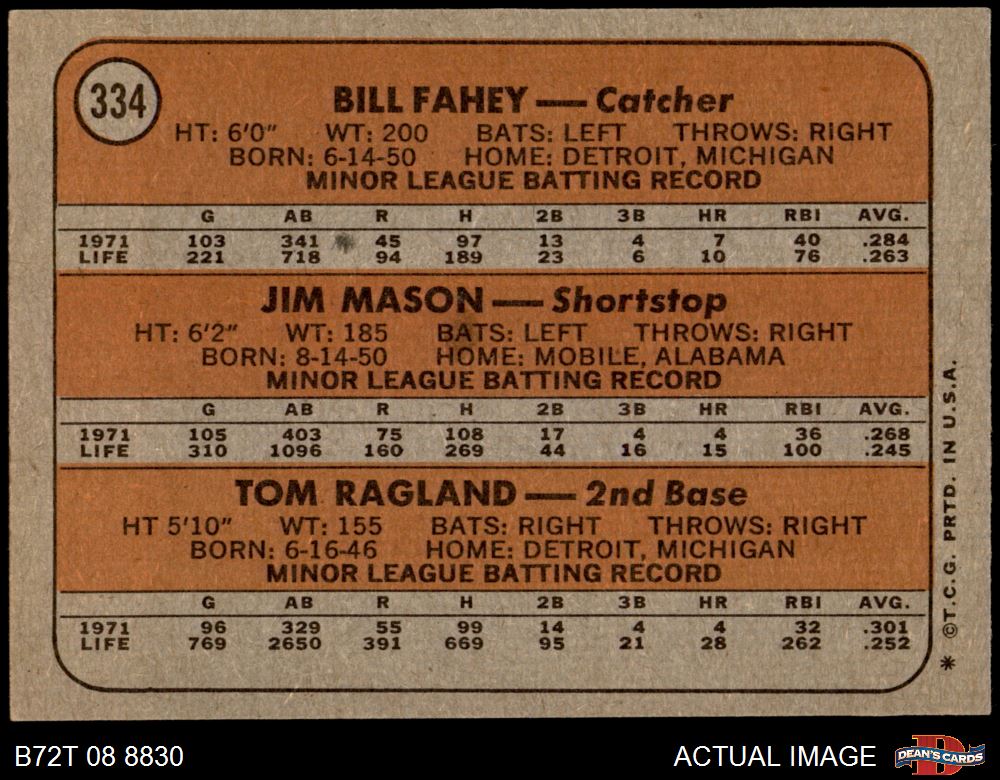 334
BILL FAHEY — Catcher
HT: 6'0" WT: 200 BATS: LEFT THROWS: RIGHT
BORN: 6-14-50 HOME: DETROIT, MICHIGAN
MINOR LEAGUE BATTING RECORD
G AB R H 2B 3B HR RBI AVG.
1971 103 341 45 97 13 4 7 40 .284
LIFE 221 718 94 189 23 6 10 76 .263
JIM MASON — Shortstop
HT: 6'2" WT: 185 BATS: LEFT THROWS: RIGHT
BORN: 8-14-50 HOME: MOBILE, ALABAMA
MINOR LEAGUE BATTING RECORD
G AB R H 2B 3B HR RBI AVG.
1971 105 403 75 108 17 4 4 36 .268
LIFE 310 1096 160 269 44 16 15 100 .245
TOM RAGLAND — 2nd Base
HT 5'10" WT: 155 BATS: RIGHT THROWS: RIGHT
BORN: 6-16-46 HOME: DETROIT, MICHIGAN
MINOR LEAGUE BATTING RECORD
G AB R H 2B 3B HR RBI AVG.
1971 96 329 55 99 14 4 4 32 .301
LIFE 769 2650 391 669 95 21 28 262 .252
* ©T.C.G. PRTD. IN U.S.A.
B72T 08 8830
ACTUAL IMAGE
D
DEAN'S CARDS